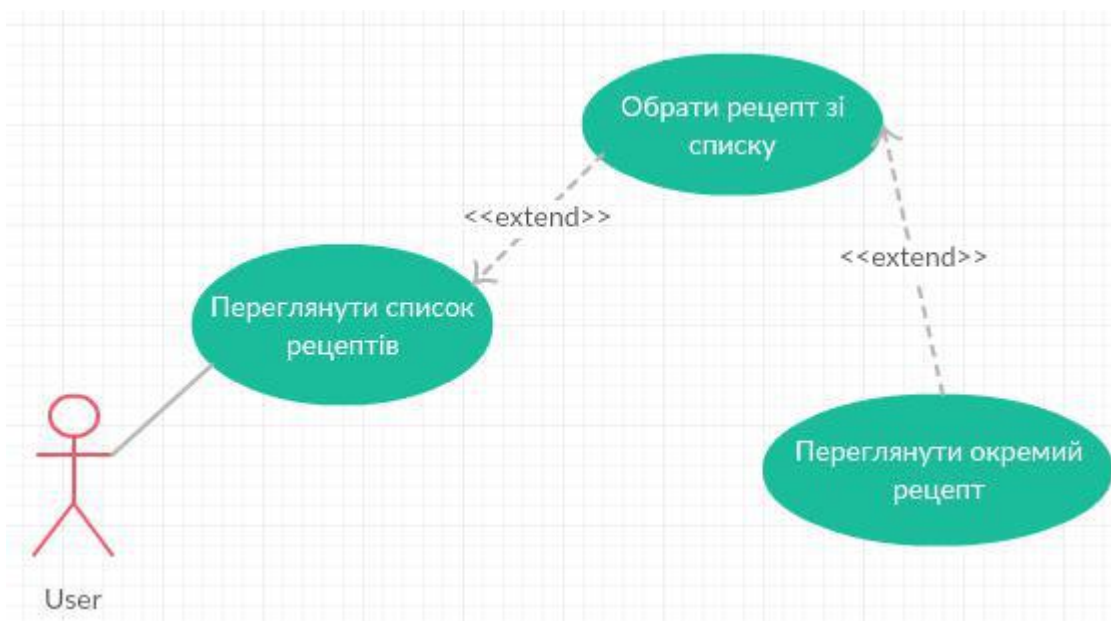 Обрати рецепт зі
списку
<<extend>>
<<extend>>
Переглянути список
рецептів
Переглянути окремий
рецепт
User